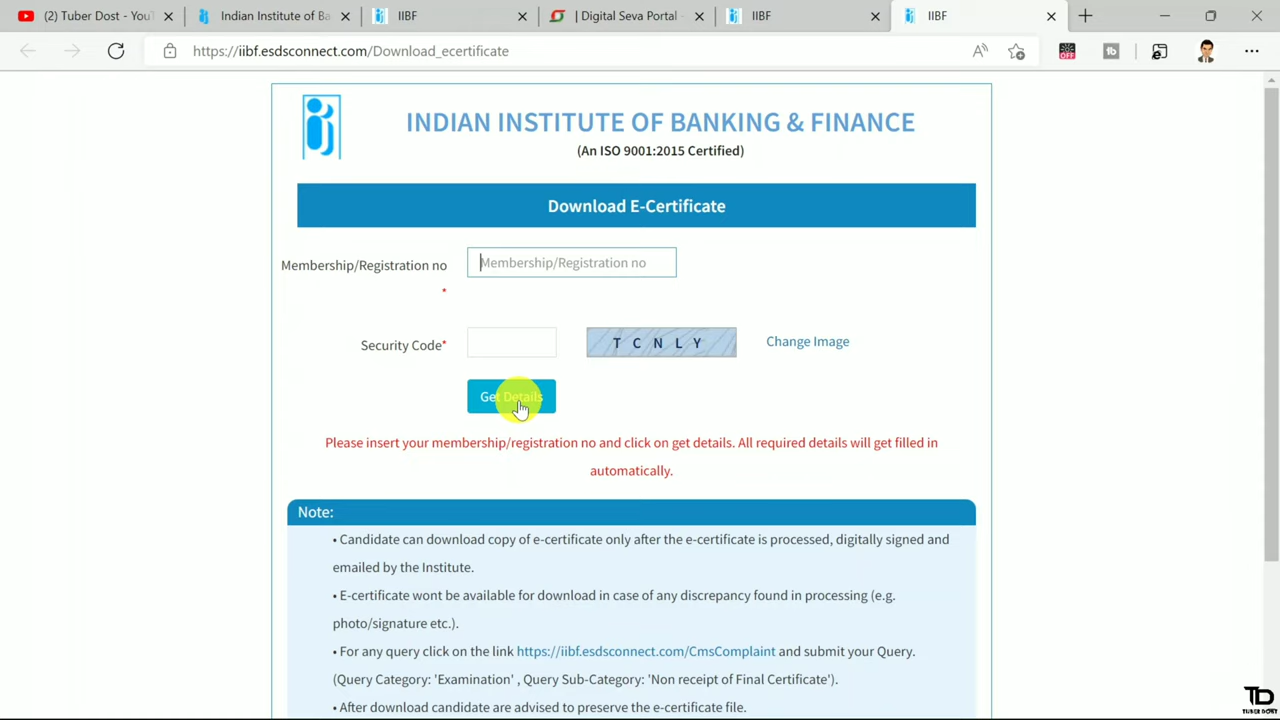 (2) Tuber Dost - YouT
Indian Institute of Ba
IIBF
| Digital Seva Portal -
IIBF
IIBF
https://iibf.esdsconnect.com/Download_ecertificate
OFF
INDIAN INSTITUTE OF BANKING & FINANCE
(An ISO 9001:2015 Certified)
Download E-Certificate
Membership/Registration no
*
Membership/Registration no
Security Code*
T C N L Y
Change Image
Get Details
Please insert your membership/registration no and click on get details. All required details will get filled in
automatically.
Note:
• Candidate can download copy of e-certificate only after the e-certificate is processed, digitally signed and
emailed by the Institute.
• E-certificate wont be available for download in case of any discrepancy found in processing (e.g.
photo/signature etc.).
• For any query click on the link https://iibf.esdsconnect.com/CmsComplaint and submit your Query.
(Query Category: 'Examination' , Query Sub-Category: 'Non receipt of Final Certificate').
• After download candidate are advised to preserve the e-certificate file.
TD
TUBER DOST